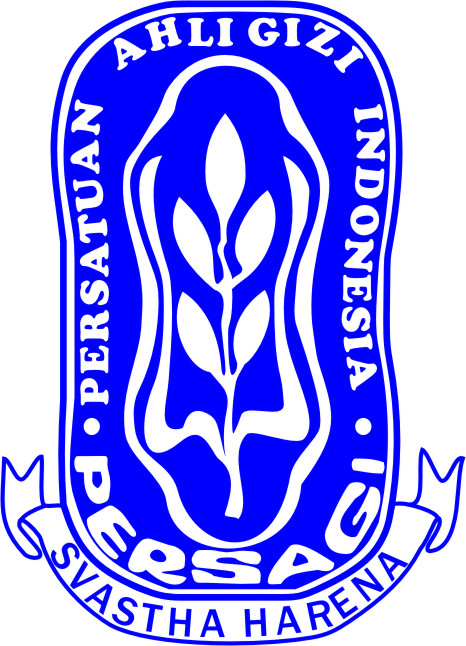 PERSATUAN AHLI GIZI INDONESIA
PERSAGI
SVASTHA HARENA